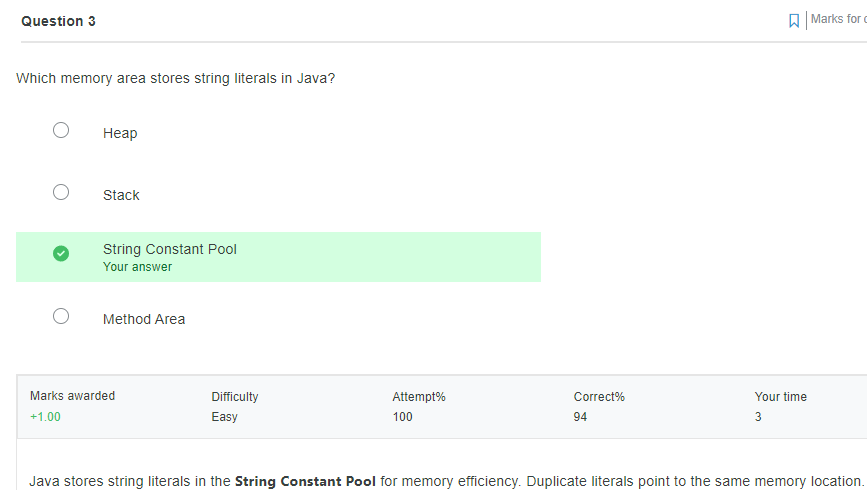 Question 3
Marks for
Which memory area stores string literals in Java?
Heap
Stack
String Constant Pool
Your answer
Method Area
Marks awarded Difficulty Attempt% Correct% Your time
+1.00 Easy 100 94 3
Java stores string literals in the String Constant Pool for memory efficiency. Duplicate literals point to the same memory location.